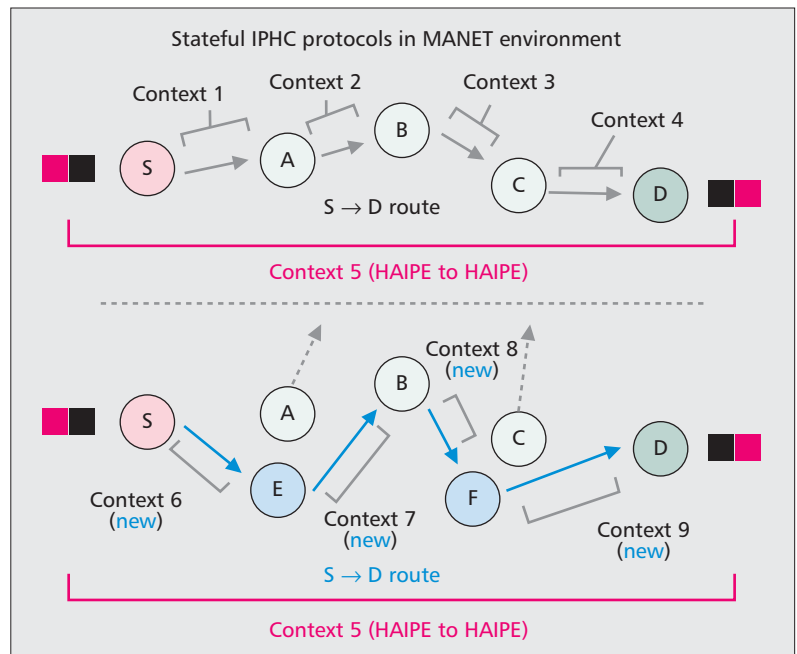 Stateful IPHC protocols in MANET environment
Context 1
Context 2
Context 3
Context 4
S
A
B
C
D
S → D route
Context 5 (HAIPE to HAIPE)
Context 8
(new)
S
A
B
C
D
E
F
Context 6
(new)
Context 7
(new)
Context 9
(new)
S → D route
Context 5 (HAIPE to HAIPE)